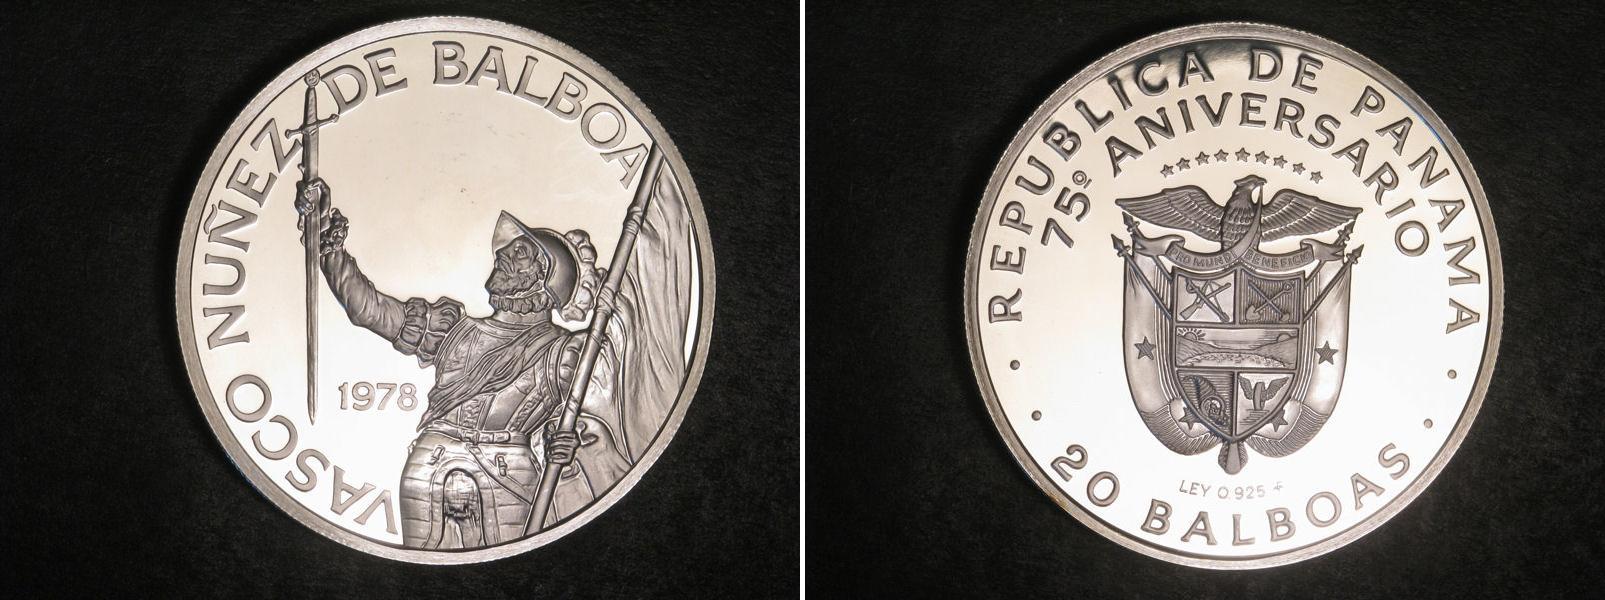 VASCO NUÑEZ DE BALBOA
1978
REPUBLICA DE PANAMA
75º ANIVERSARIO
PRO MUNDI BENEFICIO
LEY 0.925
20 BALBOAS